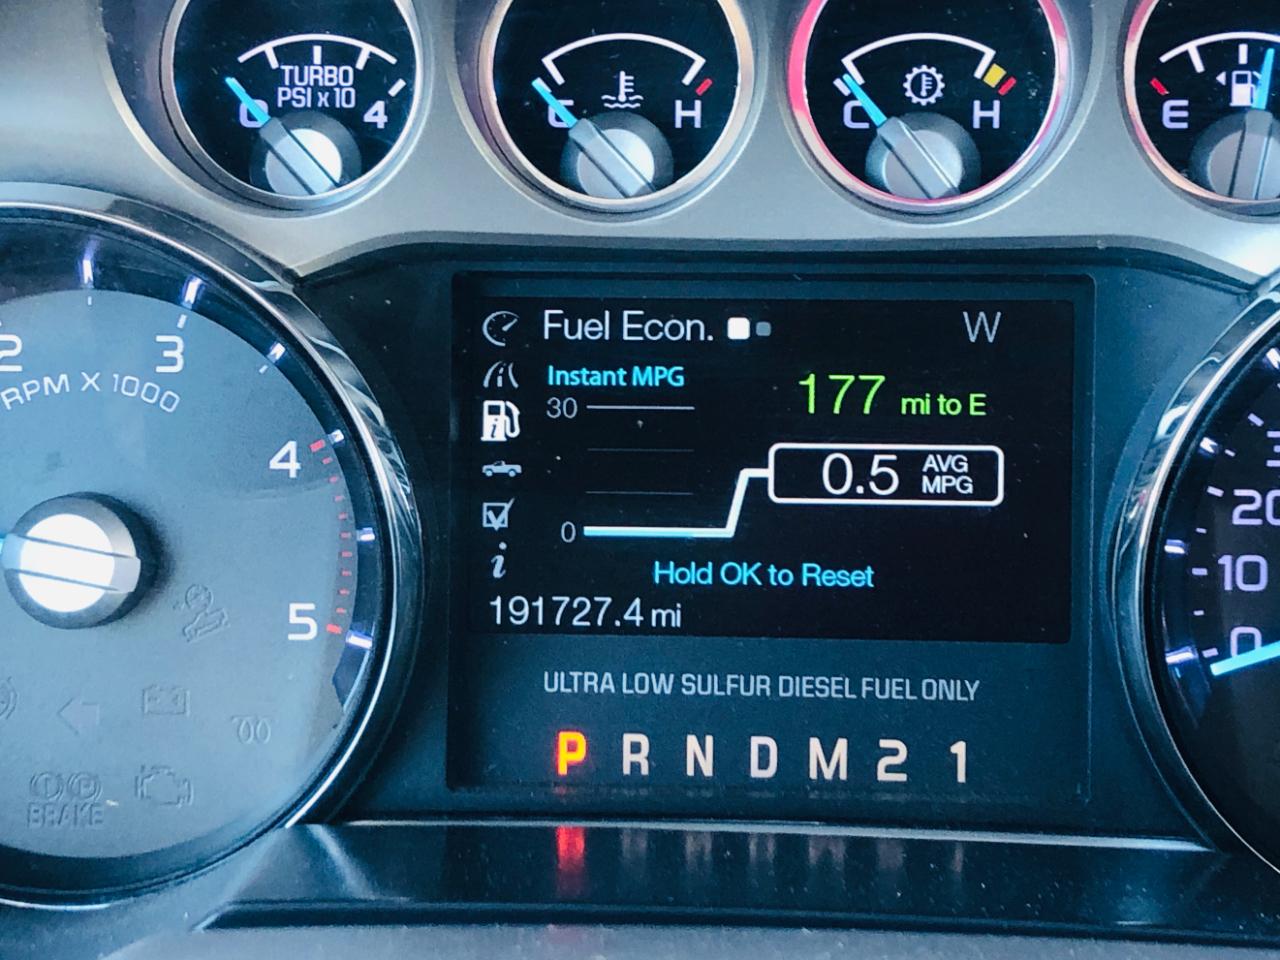 TURBO
PSI x 10
0 4
C H
C H
E
2 3 4 5
RPM X 1000
Fuel Econ. W
Instant MPG
30
177 mi to E
0.5 AVG
MPG
0
Hold OK to Reset
191727.4 mi
ULTRA LOW SULFUR DIESEL FUEL ONLY
P R N D M 2 1
BRAKE
20
10
0